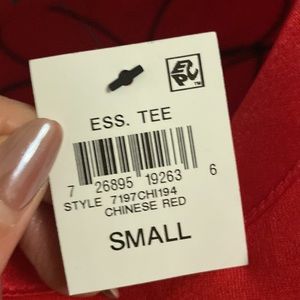 ESS. TEE
7 26895 19263 6
STYLE 7197CHI194
CHINESE RED
SMALL